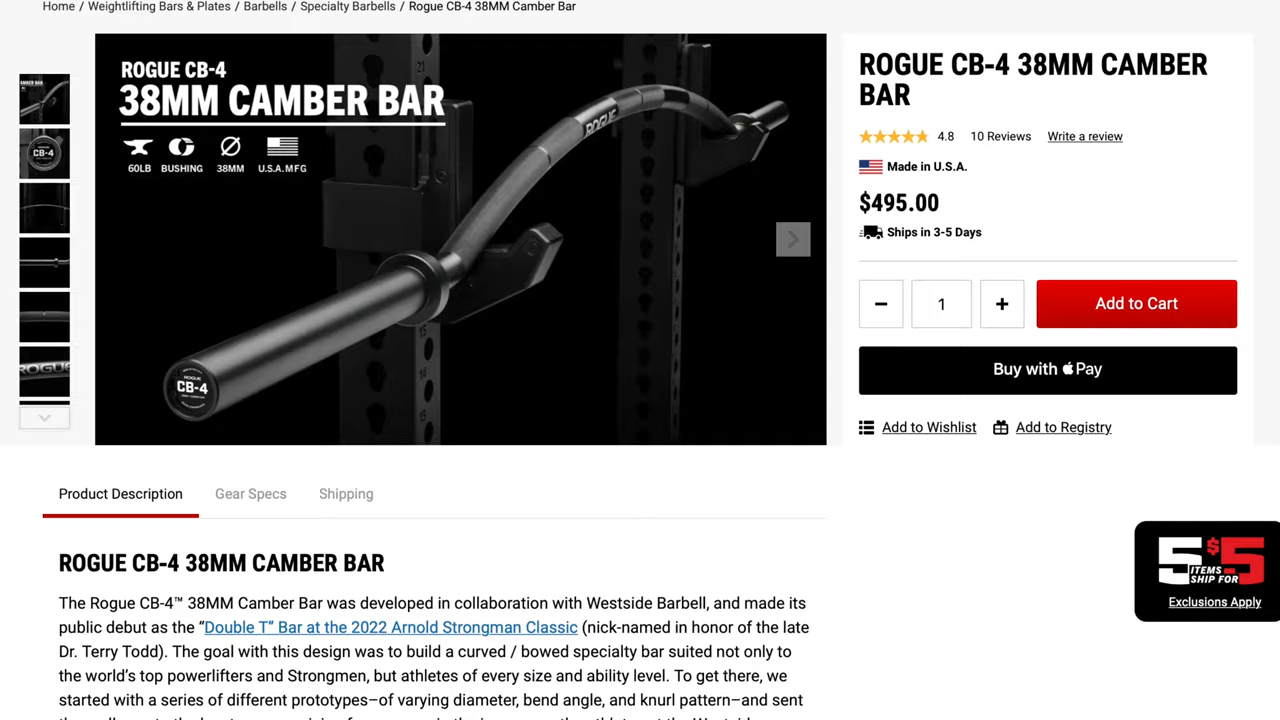 Home / Weightlifting Bars & Plates / Barbells / Specialty Barbells / Rogue CB-4 38MM Camber Bar
ROGUE CB-4
38MM CAMBER BAR
60LB BUSHING 38MM U.S.A. MFG
ROGUE
CB-4
21
15
14
13
CB-4
ROGUE
ROGUE CB-4 38MM CAMBER
BAR
4.8 10 Reviews Write a review
Made in U.S.A.
$495.00
Ships in 3-5 Days
− 1 + Add to Cart
Buy with Pay
Add to Wishlist Add to Registry
Product Description Gear Specs Shipping
ROGUE CB-4 38MM CAMBER BAR
The Rogue CB-4™ 38MM Camber Bar was developed in collaboration with Westside Barbell, and made its
public debut as the “Double T” Bar at the 2022 Arnold Strongman Classic (nick-named in honor of the late
Dr. Terry Todd). The goal with this design was to build a curved / bowed specialty bar suited not only to
the world’s top powerlifters and Strongmen, but athletes of every size and ability level. To get there, we
started with a series of different prototypes–of varying diameter, bend angle, and knurl pattern–and sent
5 ITEMS SHIP FOR $5
Exclusions Apply